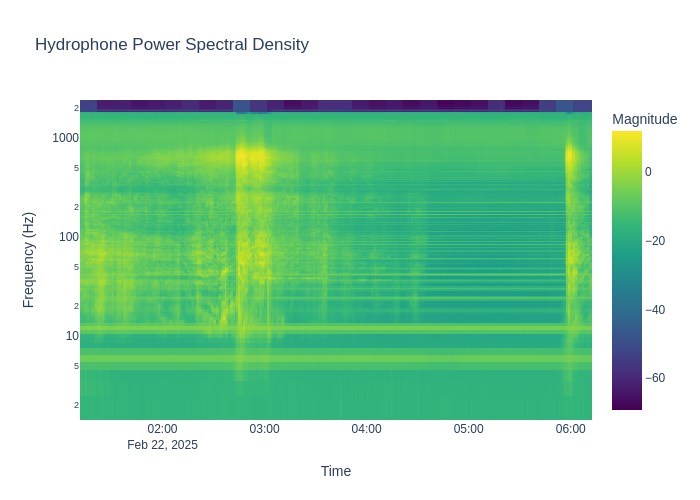 Hydrophone Power Spectral Density
Magnitude
0
−20
−40
−60
Frequency (Hz)
2
1000
5
2
100
5
2
10
5
2
02:00 03:00 04:00 05:00 06:00
Feb 22, 2025
Time